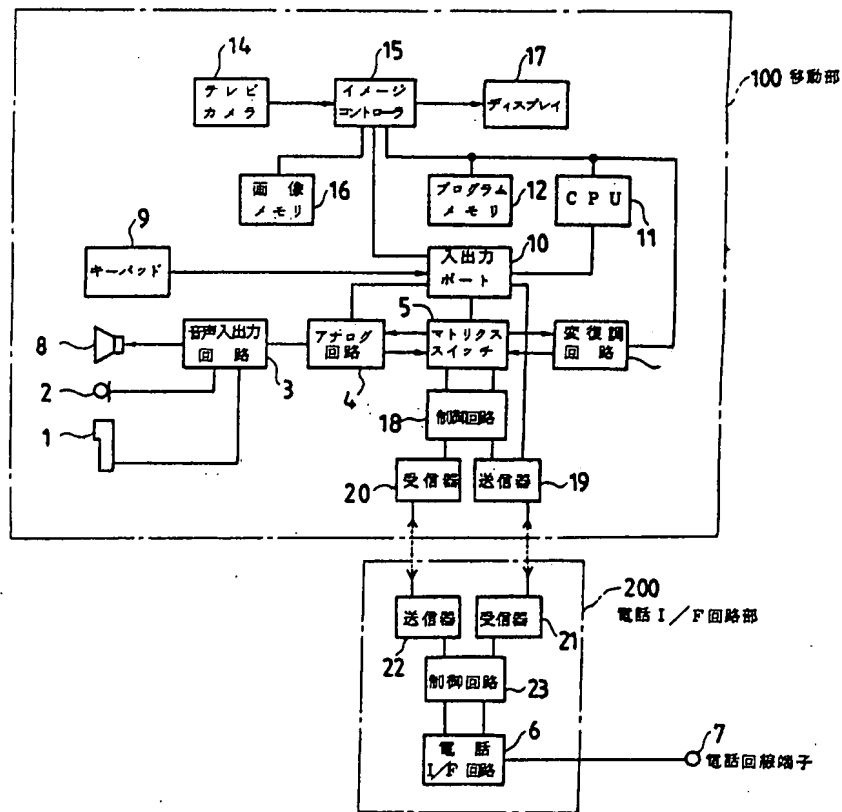 14
テレビ
カメラ
15
イメージ
コントローラ
17
ディスプレイ
100 移動部
画像
メモリ
16
プログラム
メモリ
12
CPU
11
9
キーパッド
10
入出力
ポート
8
音声入出力
回路
3
アナログ
回路
4
5
マトリクス
スイッチ
変復調
回路
2
1
18
制御回路
20
受信器
送信器
19
200
電話I/F回路部
送信器
22
受信器
21
制御回路
23
電話
I/F回路
6
7
電話回線端子